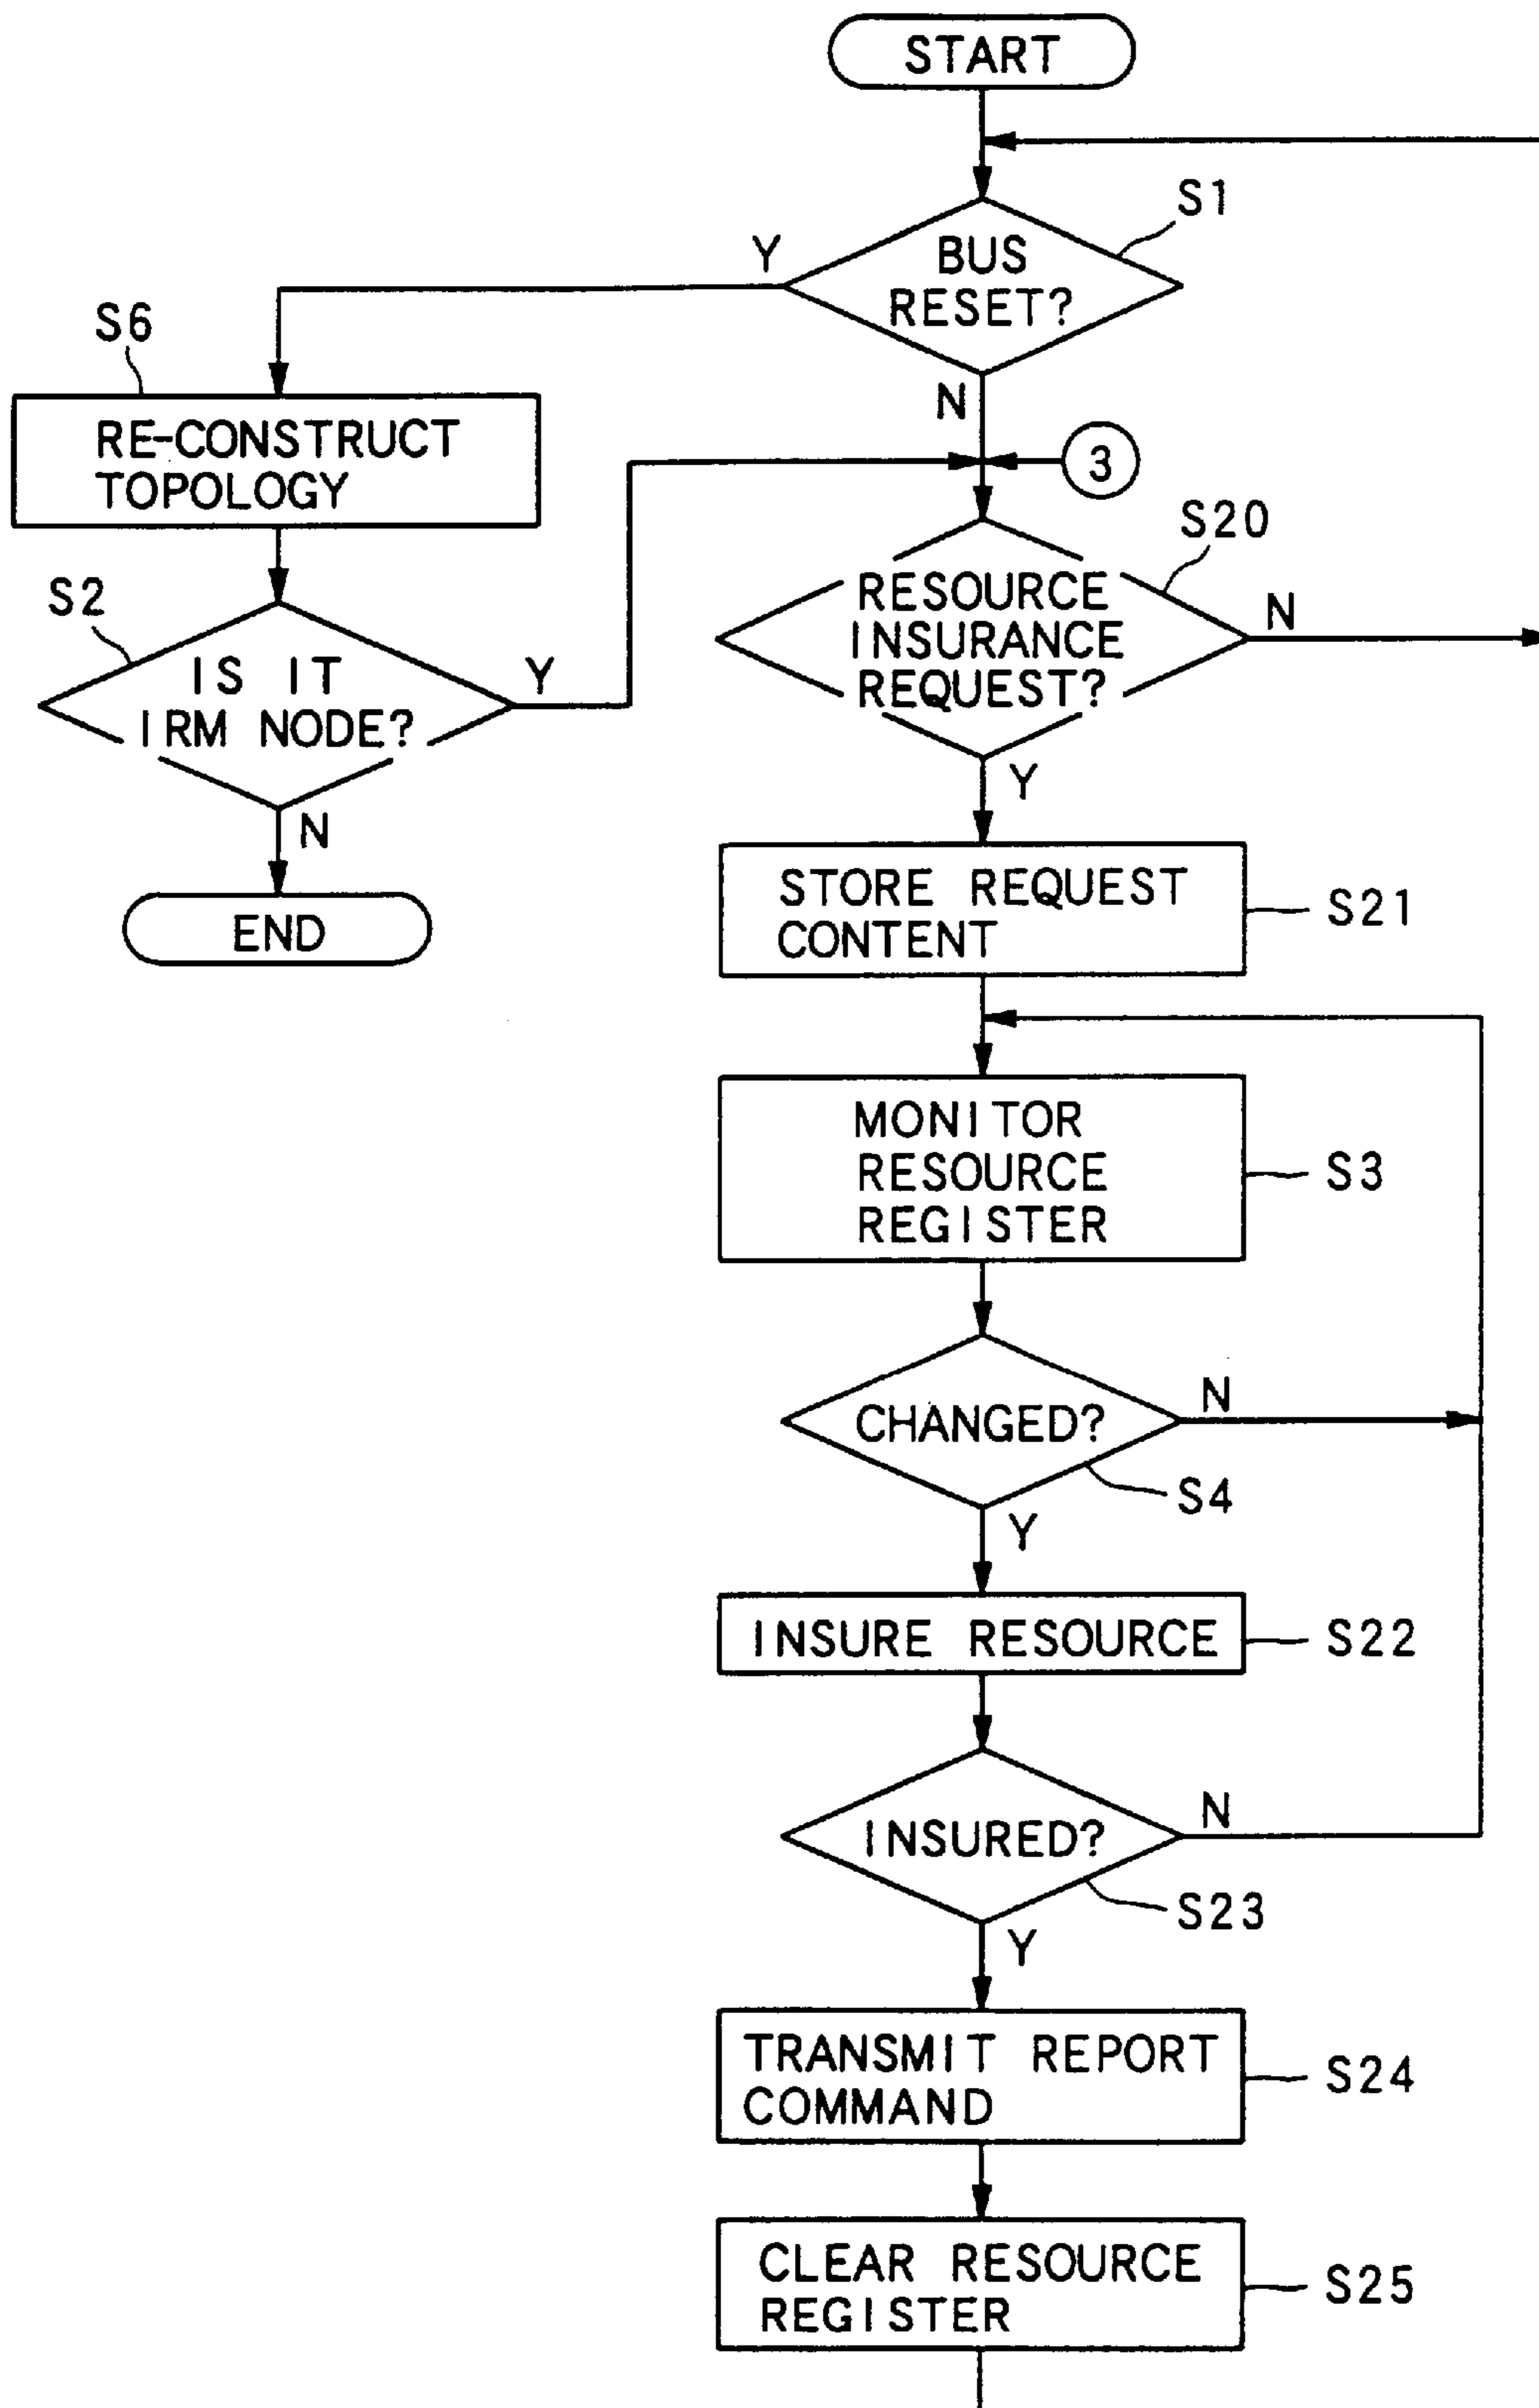 START
S1
BUS
RESET?
Y
N
S6
RE-CONSTRUCT
TOPOLOGY
3
S2
IS IT
IRM NODE?
Y
N
END
S20
RESOURCE
INSURANCE
REQUEST?
N
Y
STORE REQUEST
CONTENT
S21
MONITOR
RESOURCE
REGISTER
S3
CHANGED?
N
S4
Y
INSURE RESOURCE
S22
INSURED?
N
S23
Y
TRANSMIT REPORT
COMMAND
S24
CLEAR RESOURCE
REGISTER
S25